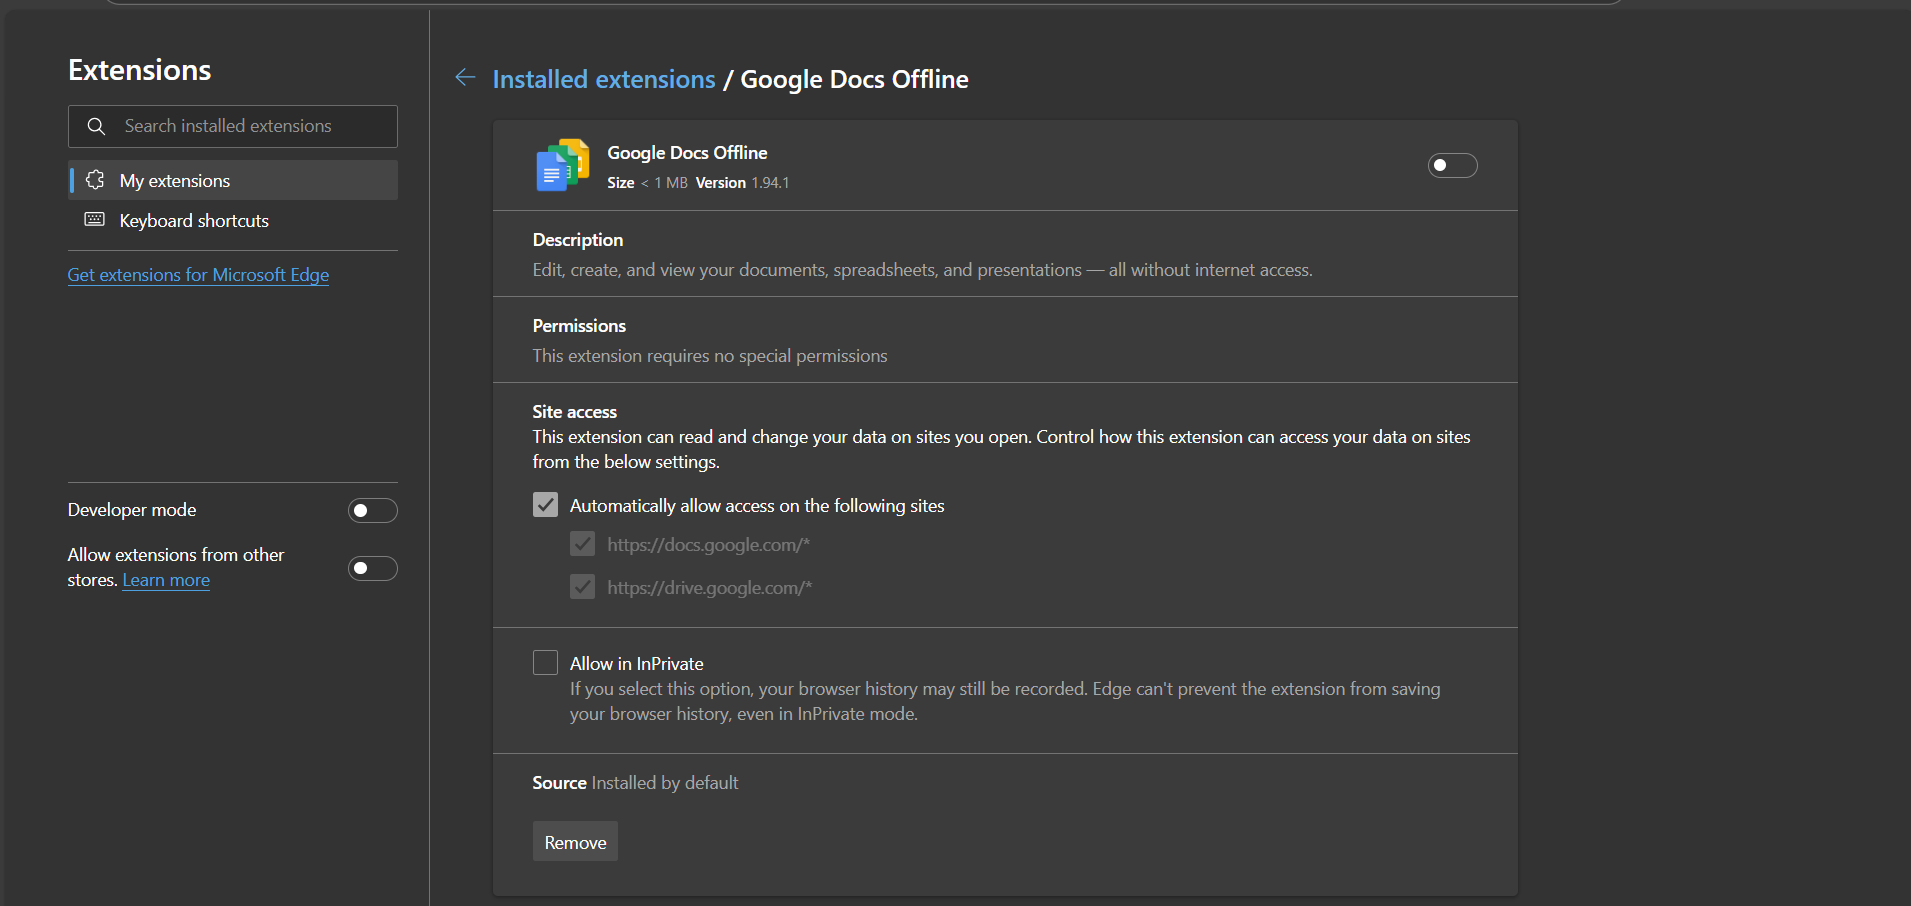 Extensions
Search installed extensions
My extensions
Keyboard shortcuts
Get extensions for Microsoft Edge
Developer mode
Allow extensions from other
stores. Learn more
Installed extensions / Google Docs Offline
Google Docs Offline
Size < 1 MB Version 1.94.1
Description
Edit, create, and view your documents, spreadsheets, and presentations — all without internet access.
Permissions
This extension requires no special permissions
Site access
This extension can read and change your data on sites you open. Control how this extension can access your data on sites
from the below settings.
Automatically allow access on the following sites
https://docs.google.com/*
https://drive.google.com/*
Allow in InPrivate
If you select this option, your browser history may still be recorded. Edge can't prevent the extension from saving
your browser history, even in InPrivate mode.
Source Installed by default
Remove